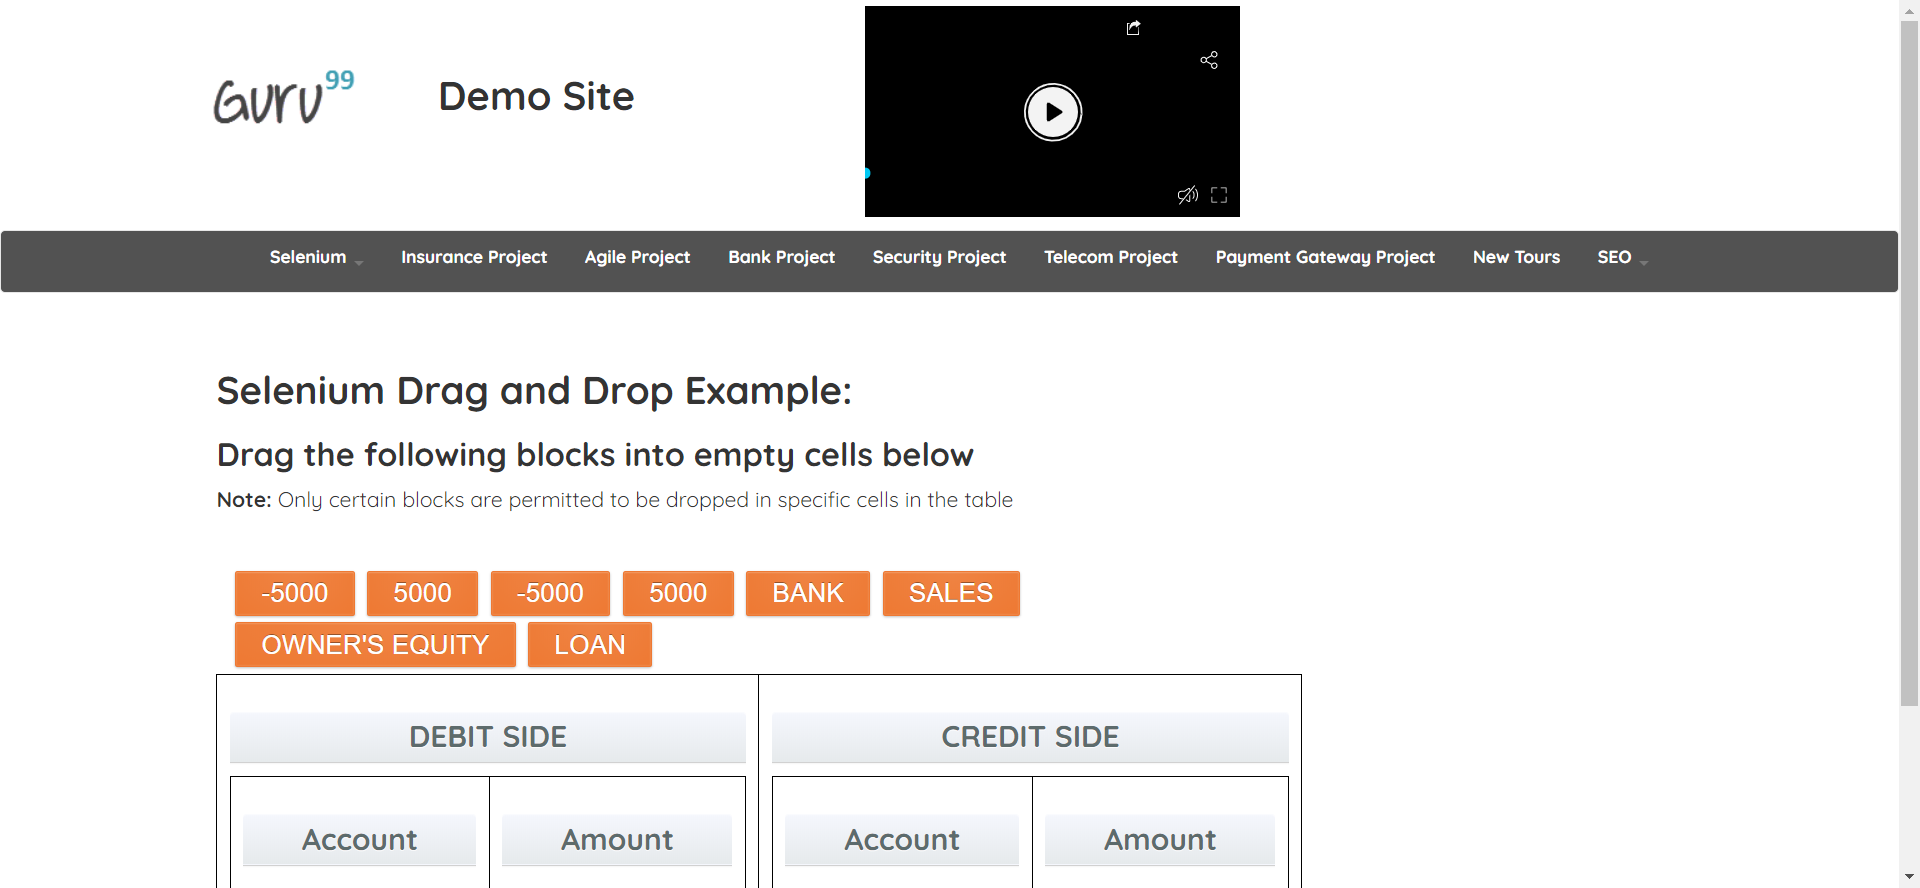 Guru99
Demo Site
Selenium Insurance Project Agile Project Bank Project Security Project Telecom Project Payment Gateway Project New Tours SEO
Selenium Drag and Drop Example:
Drag the following blocks into empty cells below
Note: Only certain blocks are permitted to be dropped in specific cells in the table
-5000 5000 -5000 5000 BANK SALES
OWNER'S EQUITY LOAN
DEBIT SIDE CREDIT SIDE
Account Amount Account Amount